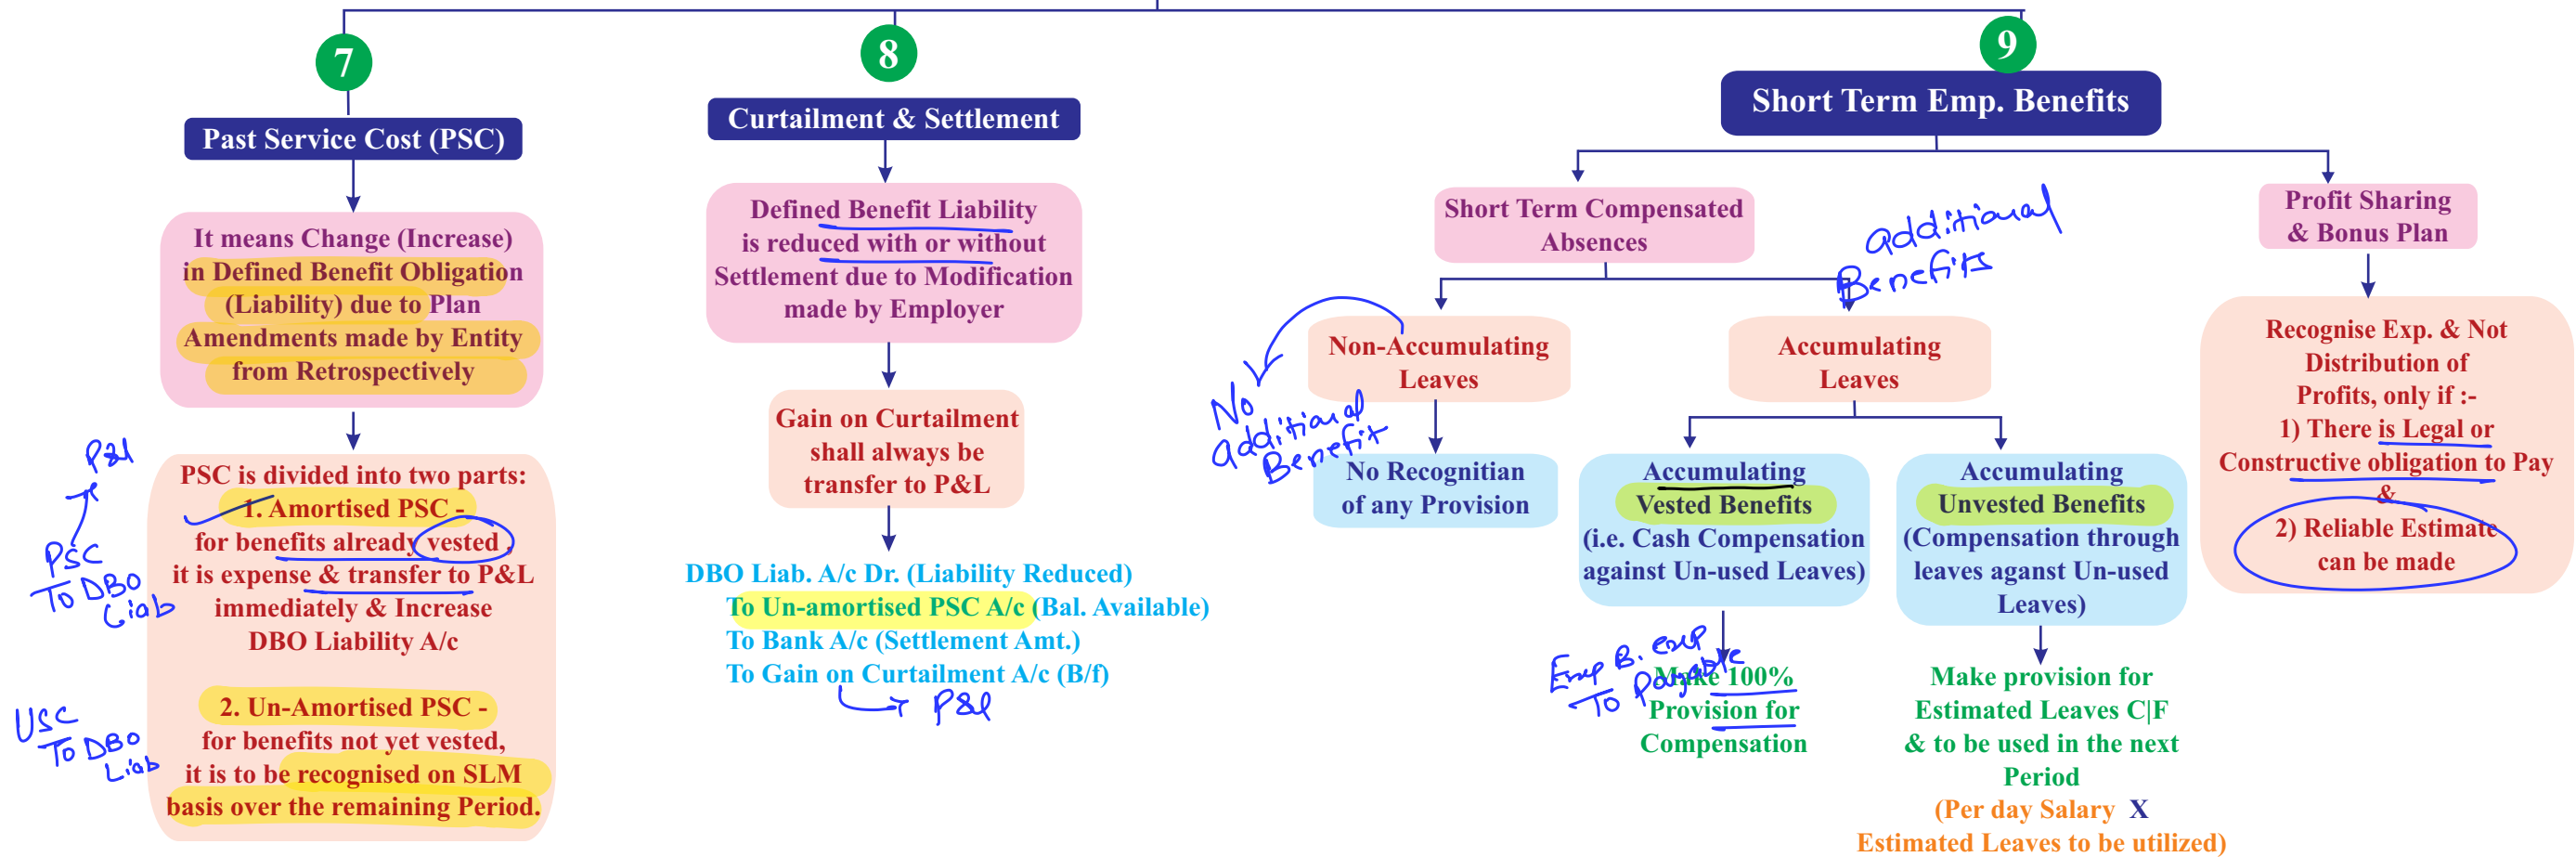 7
Past Service Cost (PSC)
It means Change (Increase)
in Defined Benefit Obligation
(Liability) due to Plan
Amendments made by Entity
from Retrospectively
PSC is divided into two parts:
1. Amortised PSC -
for benefits already vested ,
it is expense & transfer to P&L
immediately & Increase
DBO Liability A/c
2. Un-Amortised PSC -
for benefits not yet vested,
it is to be recognised on SLM
basis over the remaining Period.
P&L
PSC
To DBO
Liab
USC
To DBO
Liab
8
Curtailment & Settlement
Defined Benefit Liability
is reduced with or without
Settlement due to Modification
made by Employer
Gain on Curtailment
shall always be
transfer to P&L
DBO Liab. A/c Dr. (Liability Reduced)
To Un-amortised PSC A/c (Bal. Available)
To Bank A/c (Settlement Amt.)
To Gain on Curtailment A/c (B/f)
P&L
9
Short Term Emp. Benefits
Short Term Compensated
Absences
Non-Accumulating
Leaves
No
additional
Benefit
No Recognitian
of any Provision
additional
Benefits
Accumulating
Leaves
Accumulating
Vested Benefits
(i.e. Cash Compensation
against Un-used Leaves)
Emp B. exp
To Payable
Make 100%
Provision for
Compensation
Accumulating
Unvested Benefits
(Compensation through
leaves aganst Un-used
Leaves)
Make provision for
Estimated Leaves C|F
& to be used in the next
Period
(Per day Salary X
Estimated Leaves to be utilized)
Profit Sharing
& Bonus Plan
Recognise Exp. & Not
Distribution of
Profits, only if :-
1) There is Legal or
Constructive obligation to Pay
&
2) Reliable Estimate
can be made